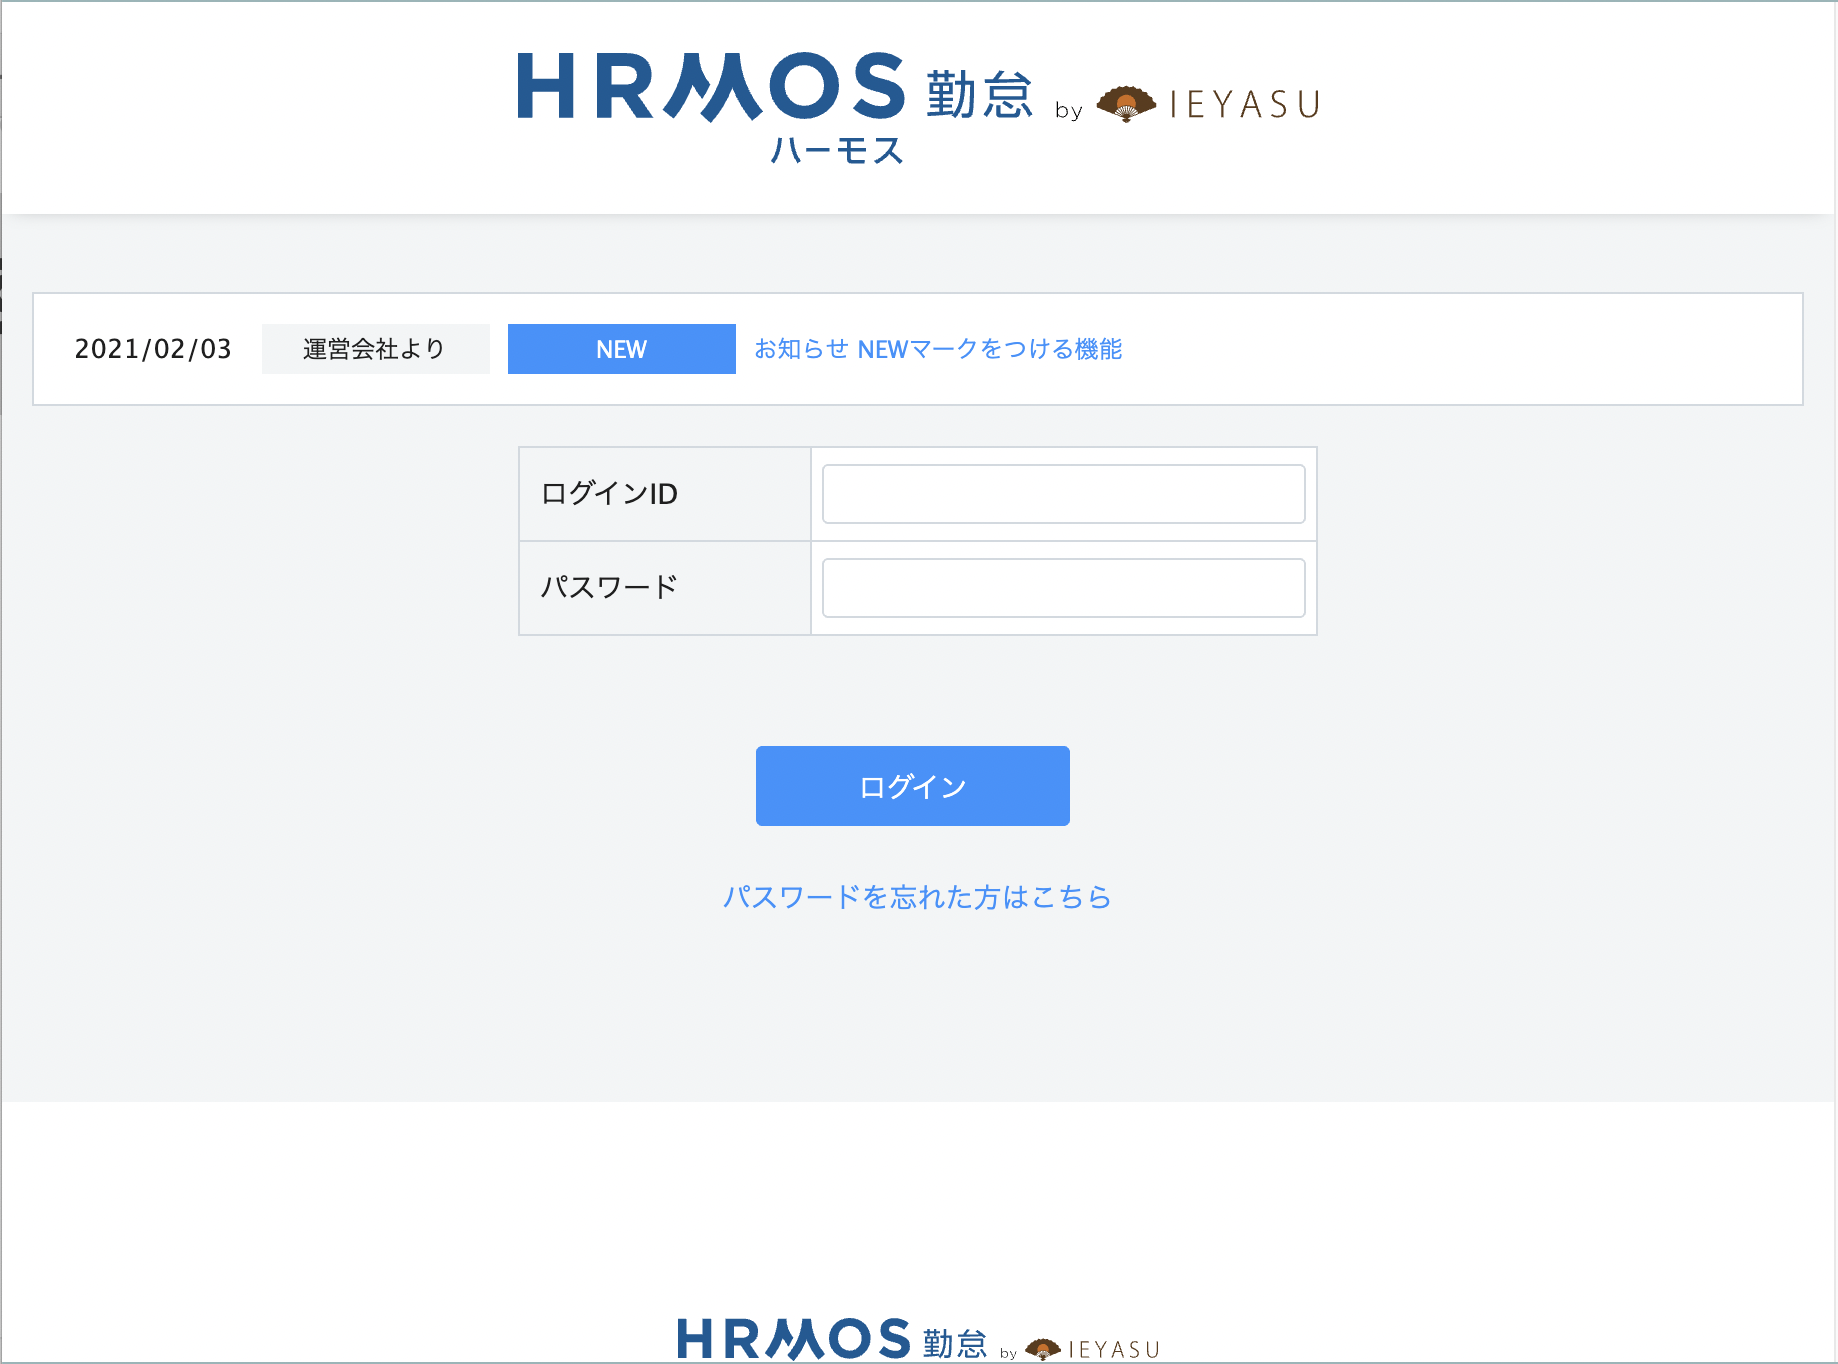 HRMOS 勤怠 by IEYASU
ハーモス
2021/02/03 運営会社より NEW お知らせ NEWマークをつける機能
ログインID
パスワード
ログイン
パスワードを忘れた方はこちら
HRMOS 勤怠 by IEYASU